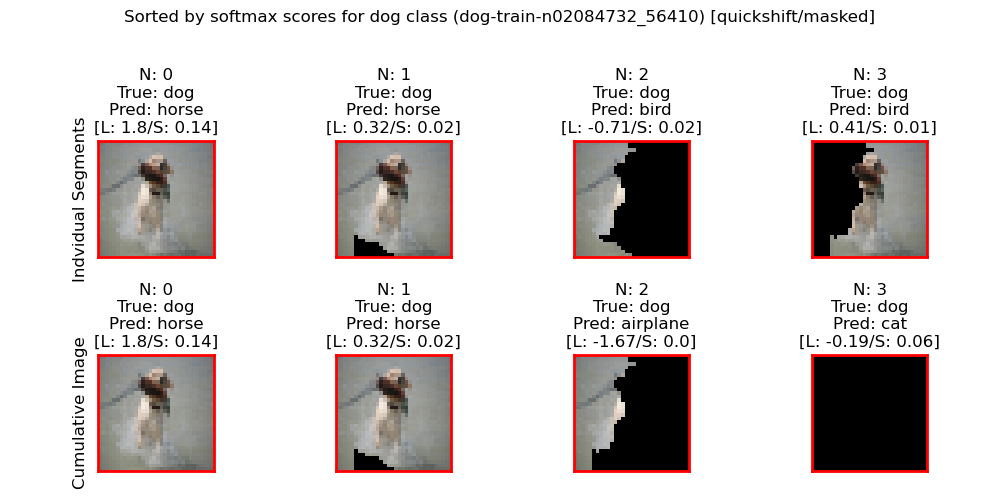 Sorted by softmax scores for dog class (dog-train-n02084732_56410) [quickshift/masked]
Indvidual Segments
N: 0
True: dog
Pred: horse
[L: 1.8/S: 0.14]
N: 1
True: dog
Pred: horse
[L: 0.32/S: 0.02]
N: 2
True: dog
Pred: bird
[L: -0.71/S: 0.02]
N: 3
True: dog
Pred: bird
[L: 0.41/S: 0.01]
Cumulative Image
N: 0
True: dog
Pred: horse
[L: 1.8/S: 0.14]
N: 1
True: dog
Pred: horse
[L: 0.32/S: 0.02]
N: 2
True: dog
Pred: airplane
[L: -1.67/S: 0.0]
N: 3
True: dog
Pred: cat
[L: -0.19/S: 0.06]